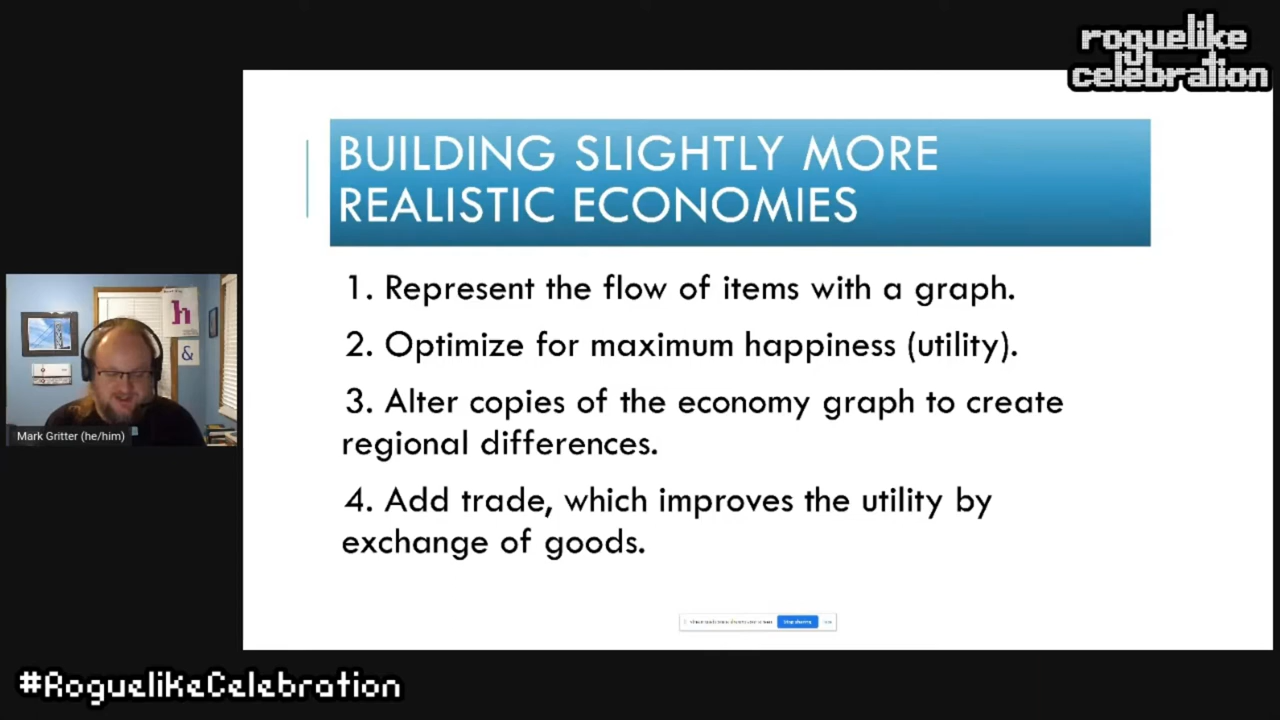 roguelike
celebration
BUILDING SLIGHTLY MORE
REALISTIC ECONOMIES
1. Represent the flow of items with a graph.
2. Optimize for maximum happiness (utility).
3. Alter copies of the economy graph to create
regional differences.
4. Add trade, which improves the utility by
exchange of goods.
h
&
Mark Gritter (he/him)
Stop sharing
#RoguelikeCelebration